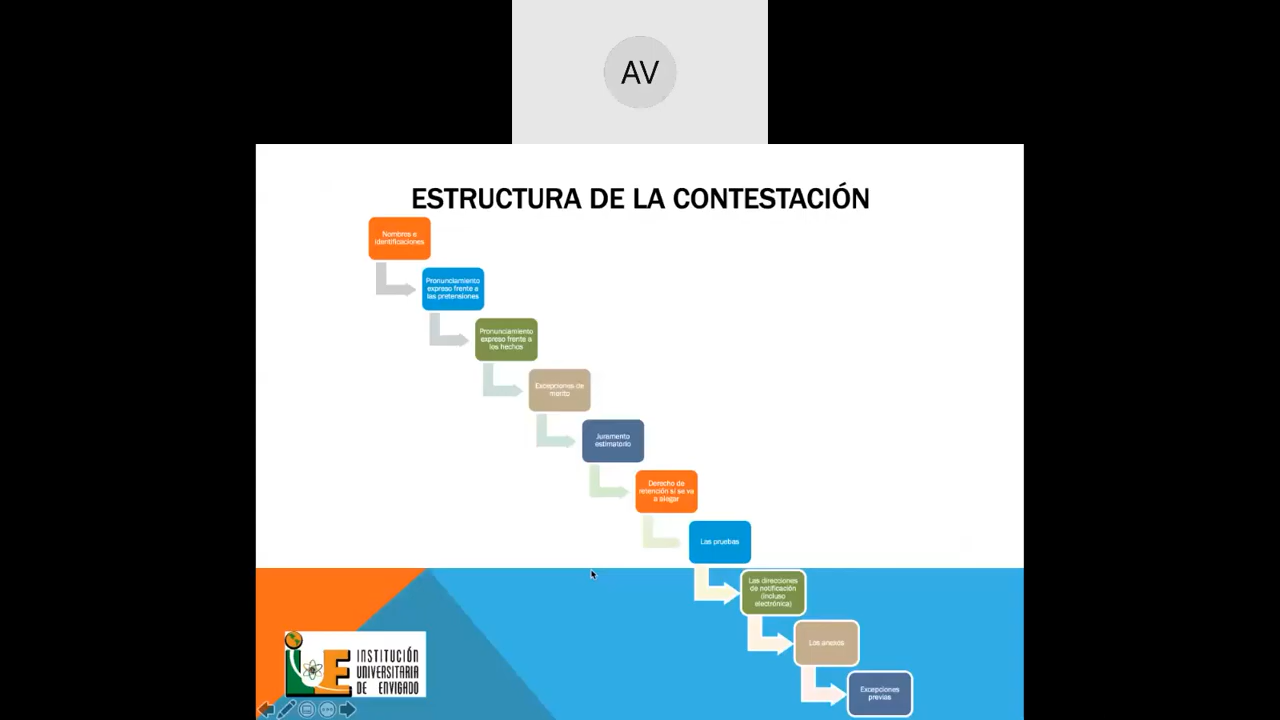 AV
ESTRUCTURA DE LA CONTESTACIÓN
Nombres e
identificaciones
Pronunciamiento
expreso frente a
las pretensiones
Pronunciamiento
expreso frente a
los hechos
Excepciones de
merito
Juramento
estimatorio
Derecho de
retención si se va
a alegar
Las pruebas
Las direcciones
de notificación
(incluso
electrónica)
Los anexos
Excepciones
previas
IUE
INSTITUCIÓN
UNIVERSITARIA
DE ENVIGADO